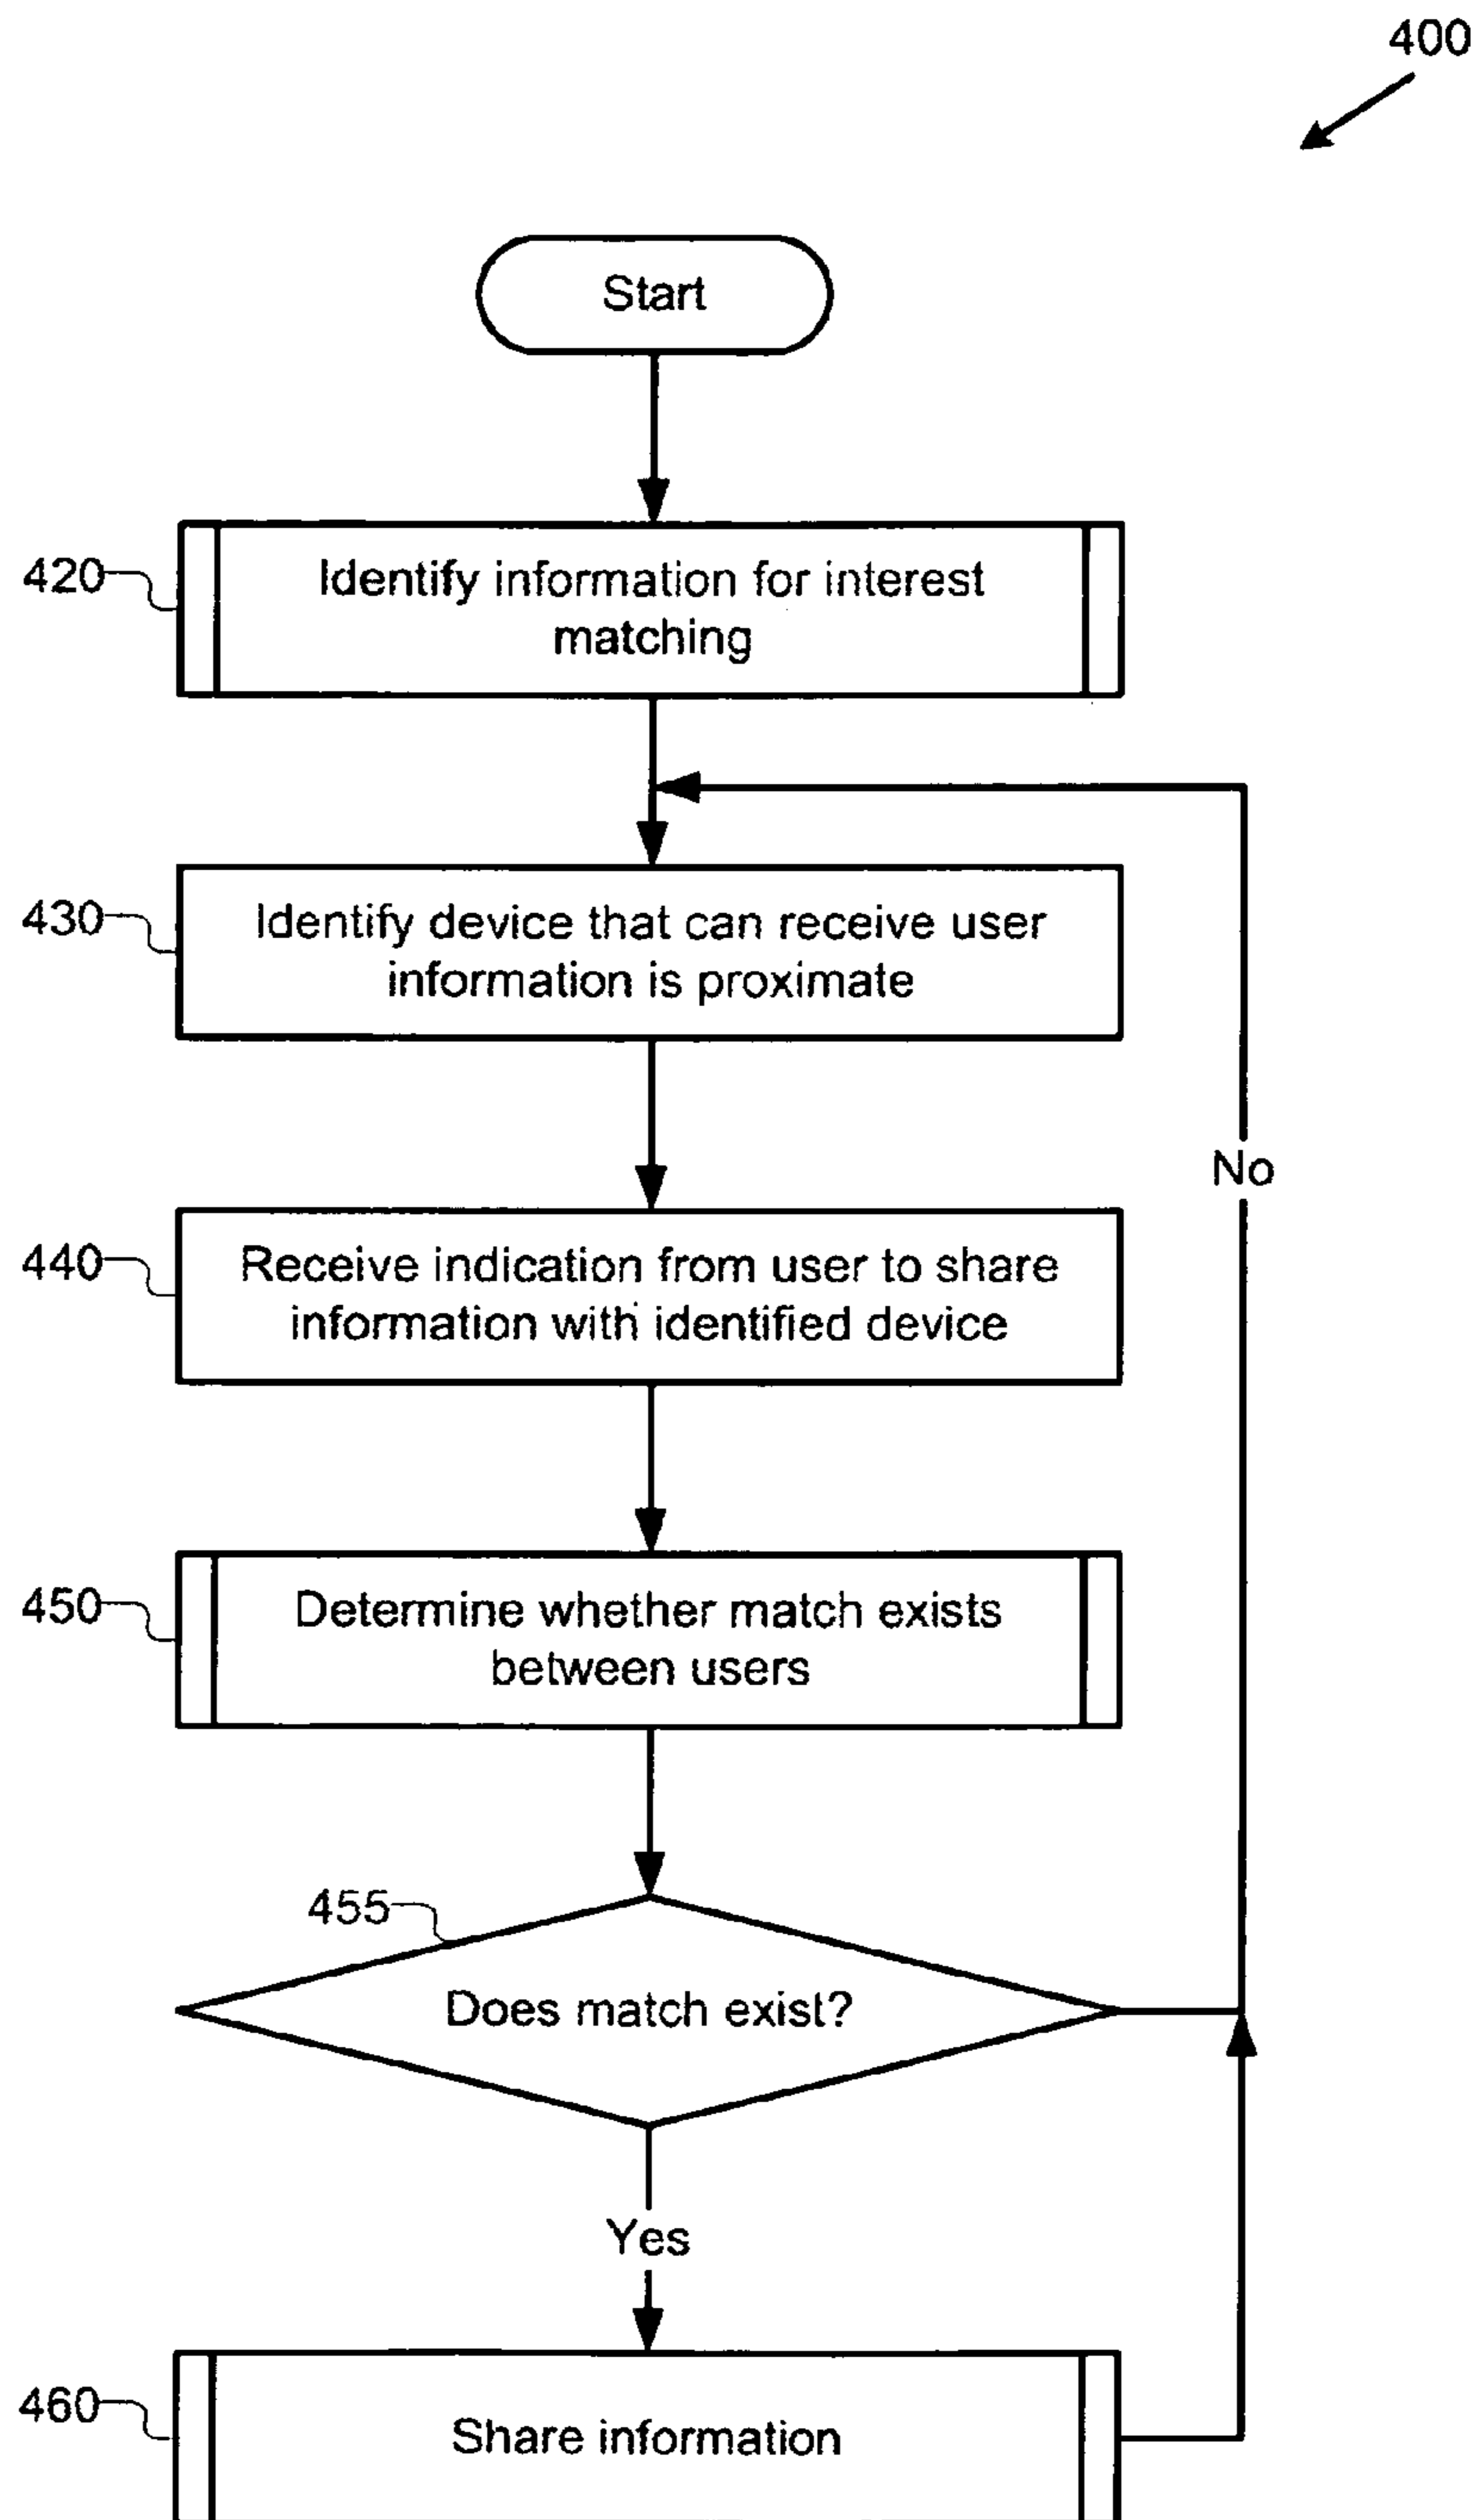 400
Start
420
Identify information for interest
matching
430
Identify device that can receive user
information is proximate
No
440
Receive indication from user to share
information with identified device
450
Determine whether match exists
between users
455
Does match exist?
Yes
460
Share information